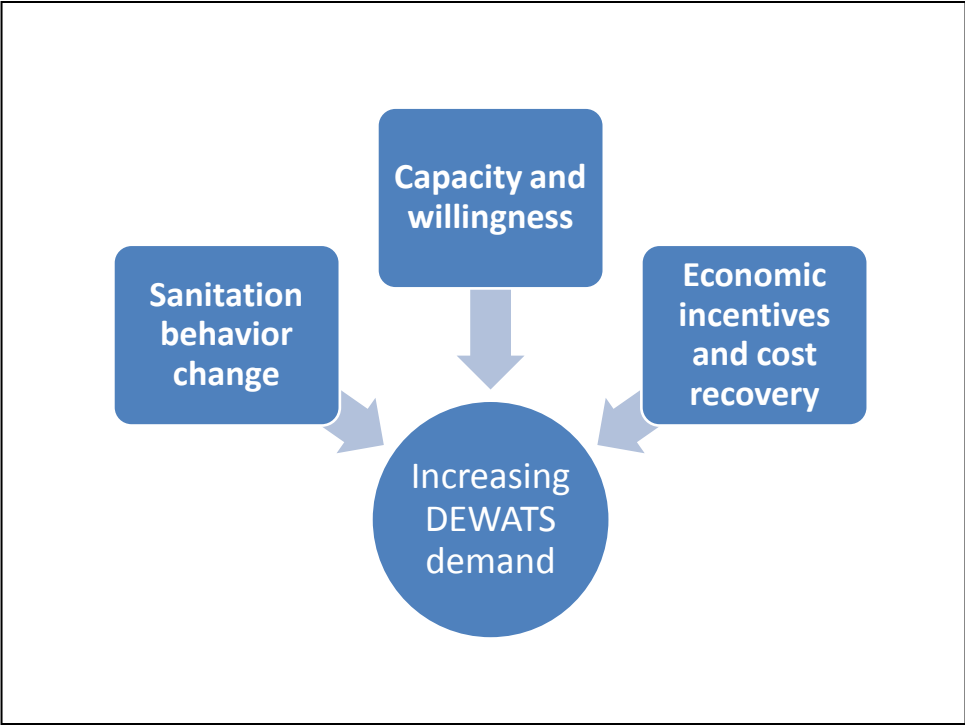 Capacity and
willingness
Sanitation
behavior
change
Economic
incentives
and cost
recovery
Increasing
DEWATS
demand